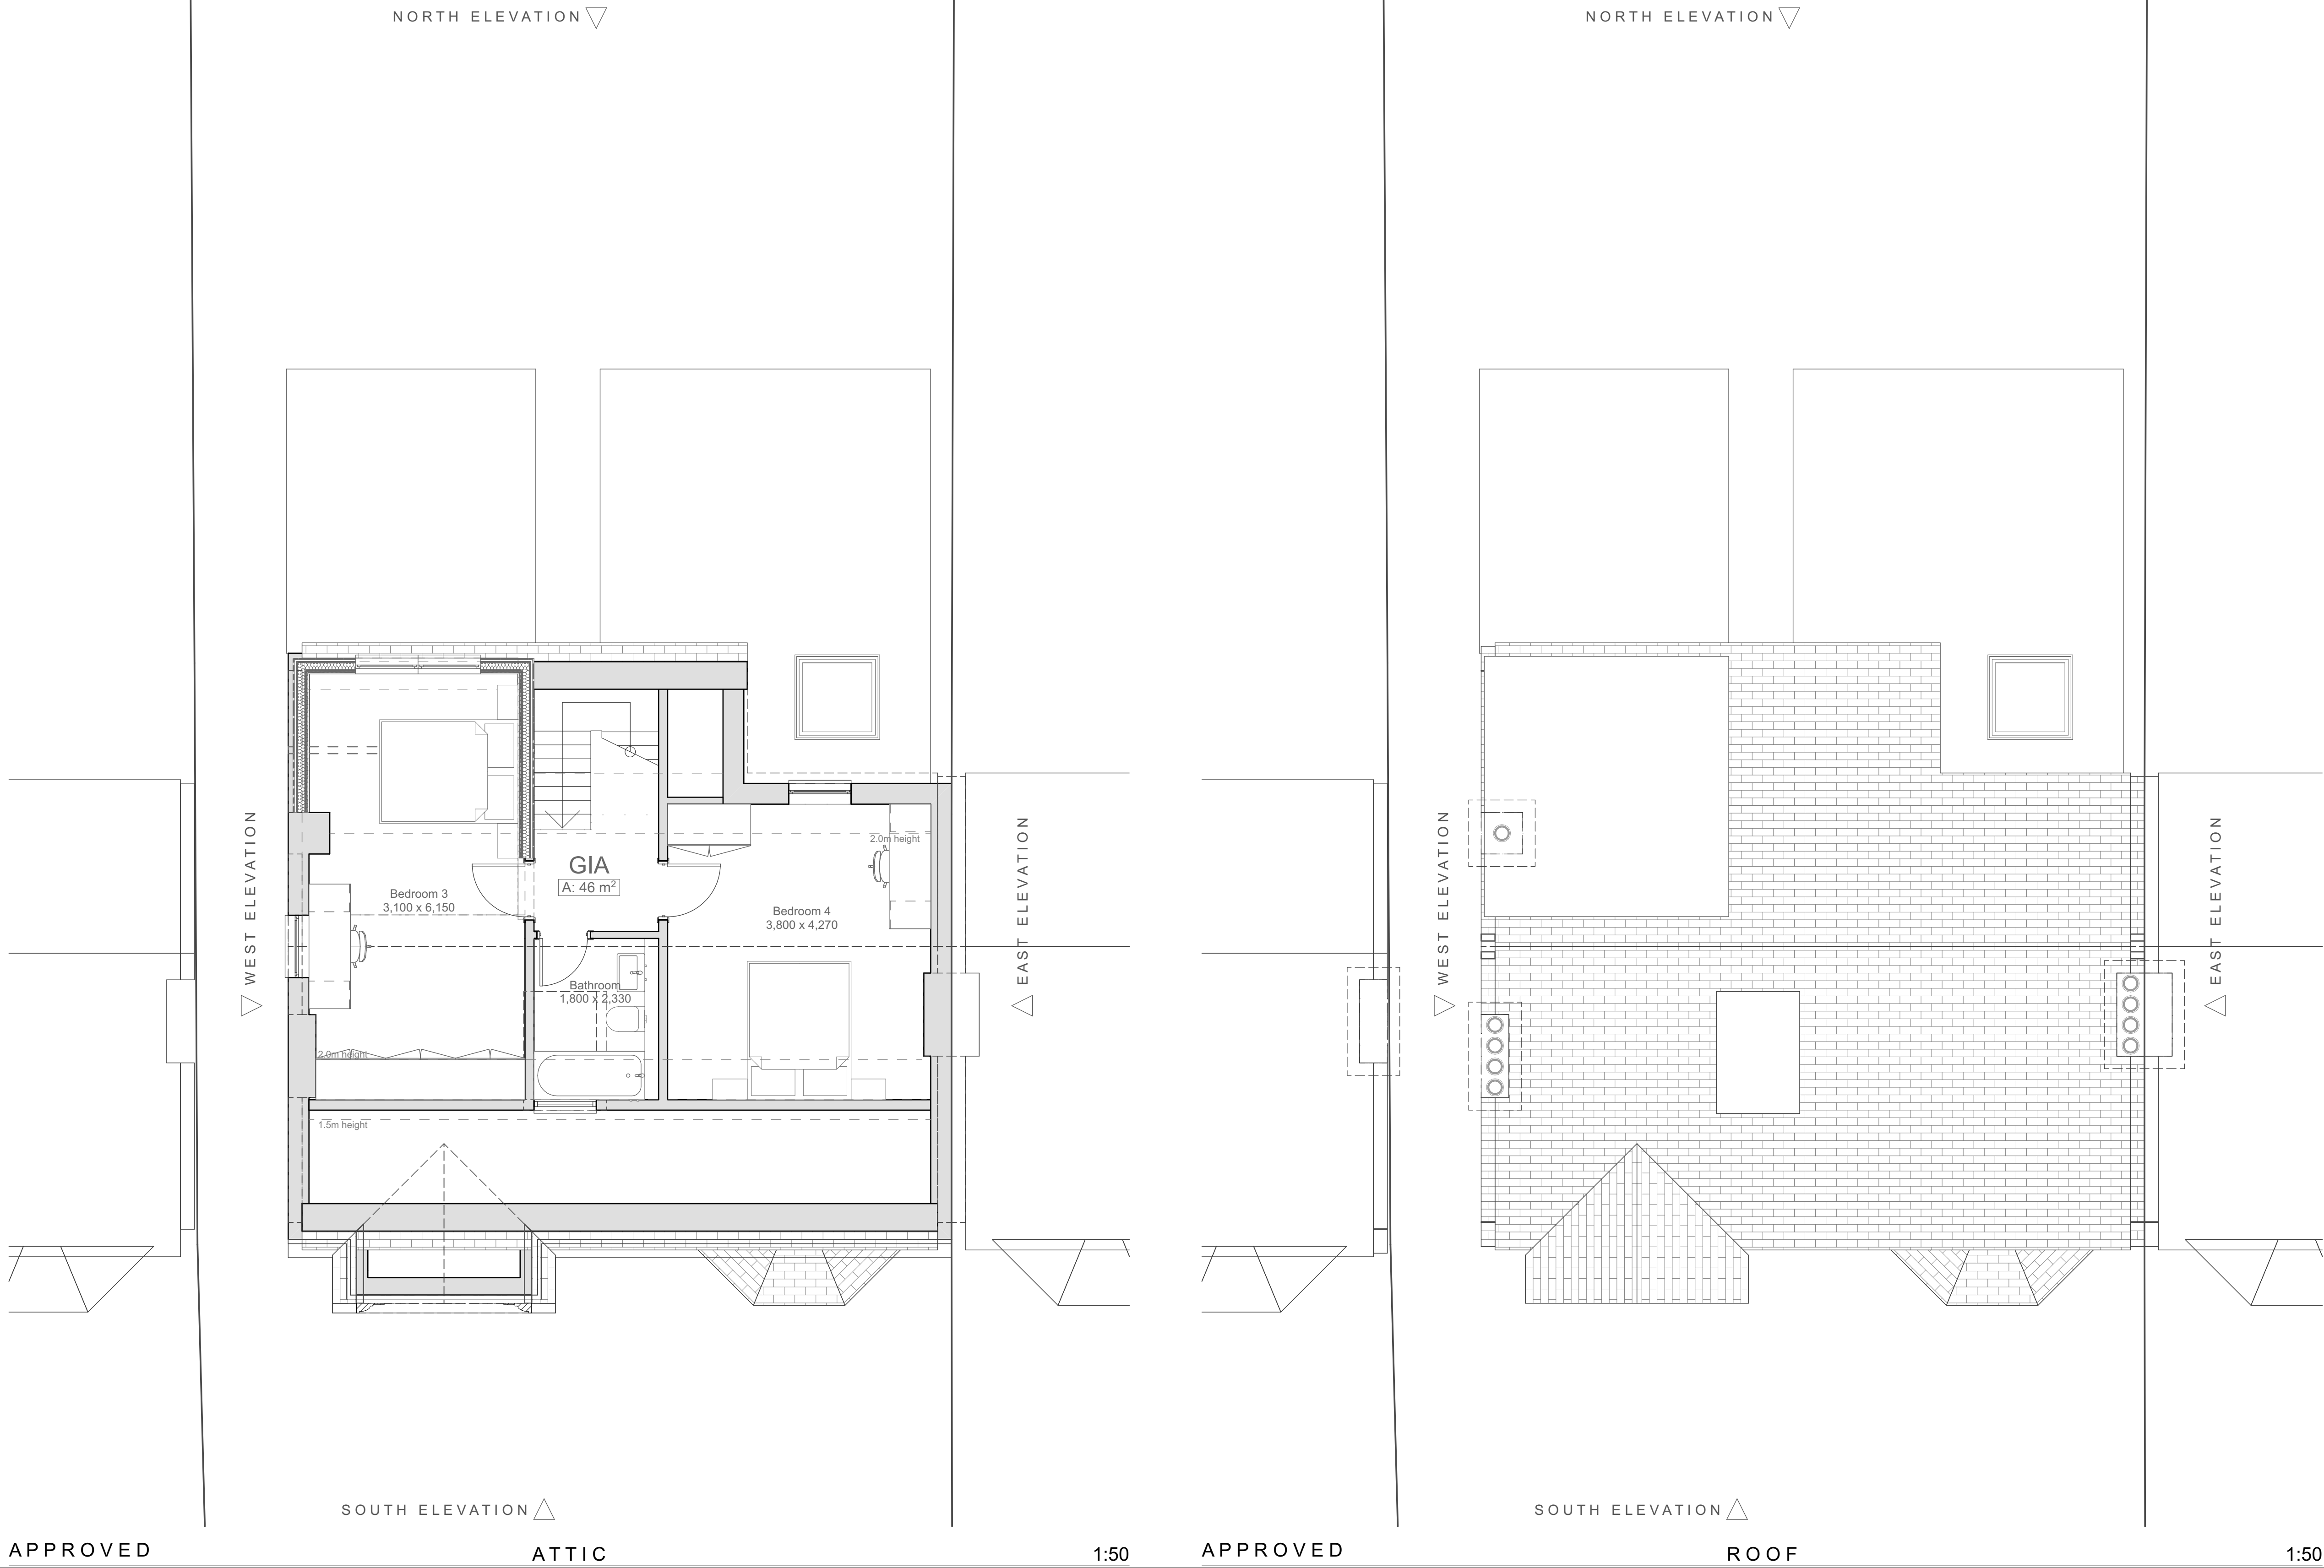 NORTH ELEVATION
NORTH ELEVATION
WEST ELEVATION
EAST ELEVATION
GIA
A: 46 m²
Bedroom 3
3,100 x 6,150
Bedroom 4
3,800 x 4,270
Bathroom
1,800 x 2,330
2.0m height
2.0m height
1.5m height
WEST ELEVATION
EAST ELEVATION
SOUTH ELEVATION
SOUTH ELEVATION
APPROVED
ATTIC
1:50
APPROVED
ROOF
1:50